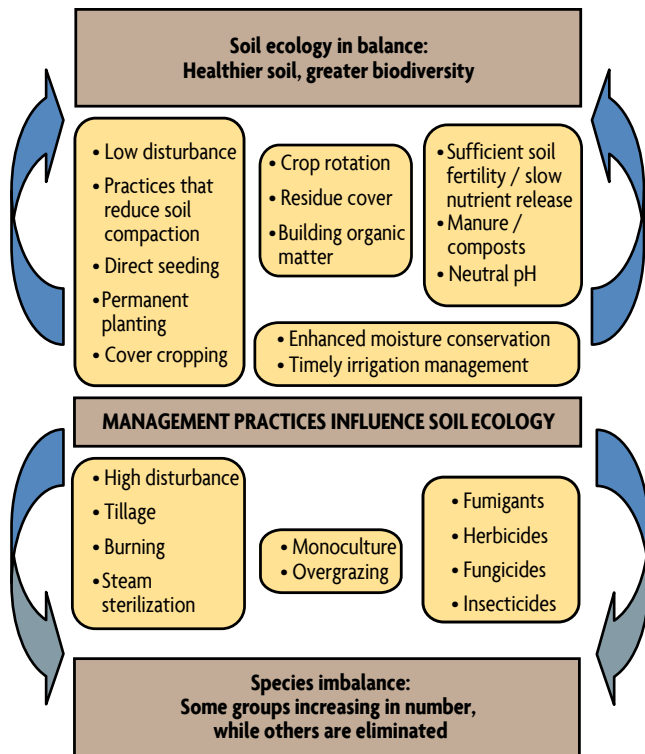 Soil ecology in balance:
Healthier soil, greater biodiversity
• Low disturbance
• Practices that
reduce soil
compaction
• Direct seeding
• Permanent
planting
• Cover cropping
• Crop rotation
• Residue cover
• Building organic
matter
• Sufficient soil
fertility / slow
nutrient release
• Manure /
composts
• Neutral pH
• Enhanced moisture conservation
• Timely irrigation management
MANAGEMENT PRACTICES INFLUENCE SOIL ECOLOGY
• High disturbance
• Tillage
• Burning
• Steam
sterilization
• Monoculture
• Overgrazing
• Fumigants
• Herbicides
• Fungicides
• Insecticides
Species imbalance:
Some groups increasing in number,
while others are eliminated